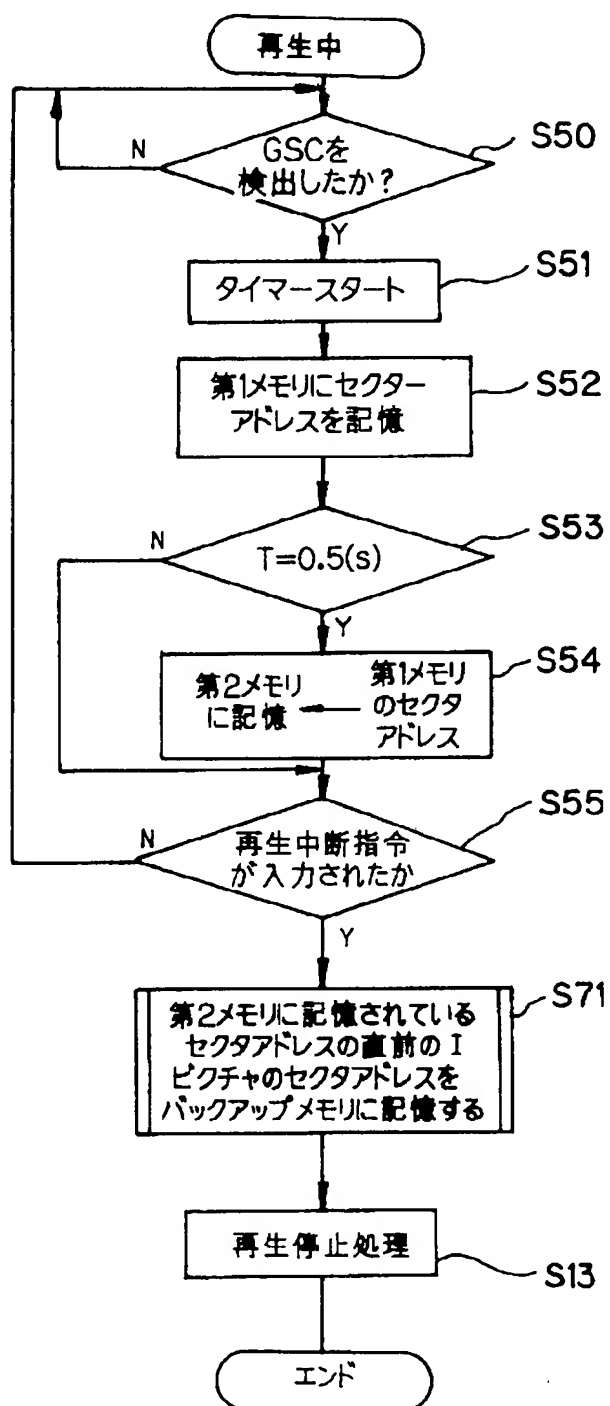 再生中
N
GSCを
検出したか?
S50
Y
タイマースタート
S51
第1メモリにセクター
アドレスを記憶
S52
N
T=0.5(s)
S53
Y
第2メモリ
に記憶
第1メモリ
のセクタ
アドレス
S54
N
再生中断指令
が入力されたか
S55
Y
第2メモリに記憶されている
セクタアドレスの直前のI
ピクチャのセクタアドレスを
バックアップメモリに記憶する
S71
再生停止処理
S13
エンド